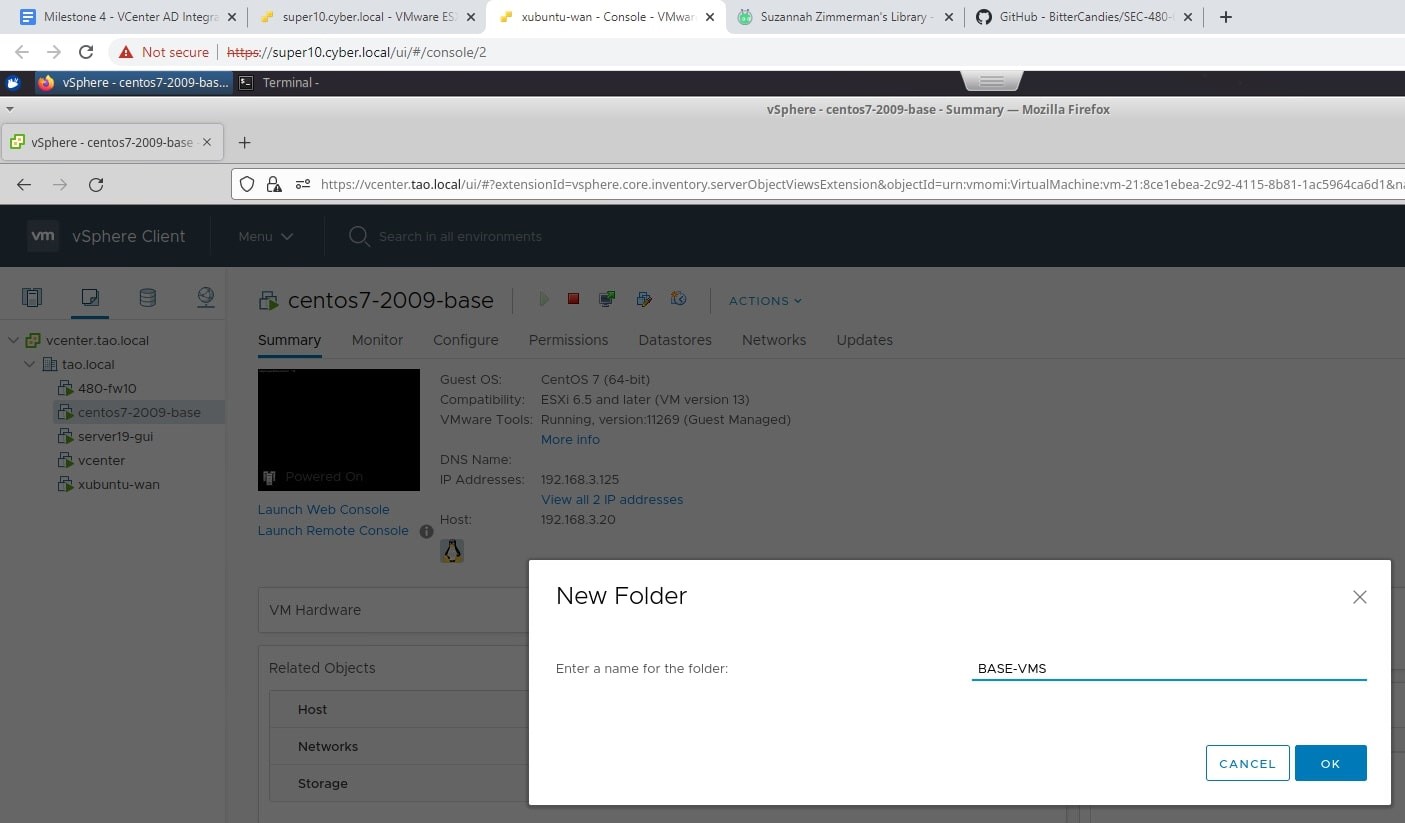 Milestone 4 - VCenter AD Integra
super10.cyber.local - VMware ES
xubuntu-wan - Console - VMwar
Suzannah Zimmerman's Library -
GitHub - BitterCandies/SEC-480-
Not secure https://super10.cyber.local/ui/#/console/2
vSphere - centos7-2009-bas...
Terminal -
vSphere - centos7-2009-base - Summary — Mozilla Firefox
vSphere - centos7-2009-base
https://vcenter.tao.local/ui/#?extensionId=vsphere.core.inventory.serverObjectViewsExtension&objectId=urn:vmomi:VirtualMachine:vm-21:8ce1ebea-2c92-4115-8b81-1ac5964ca6d1&na
vm vSphere Client
Menu
Search in all environments
vcenter.tao.local
tao.local
480-fw10
centos7-2009-base
server19-gui
vcenter
xubuntu-wan
centos7-2009-base
ACTIONS
Summary Monitor Configure Permissions Datastores Networks Updates
Powered On
Launch Web Console
Launch Remote Console
Guest OS: CentOS 7 (64-bit)
Compatibility: ESXi 6.5 and later (VM version 13)
VMware Tools: Running, version:11269 (Guest Managed)
More info
DNS Name:
IP Addresses: 192.168.3.125
View all 2 IP addresses
Host: 192.168.3.20
VM Hardware
Related Objects
Host
Networks
Storage
New Folder
Enter a name for the folder: BASE-VMS
CANCEL OK